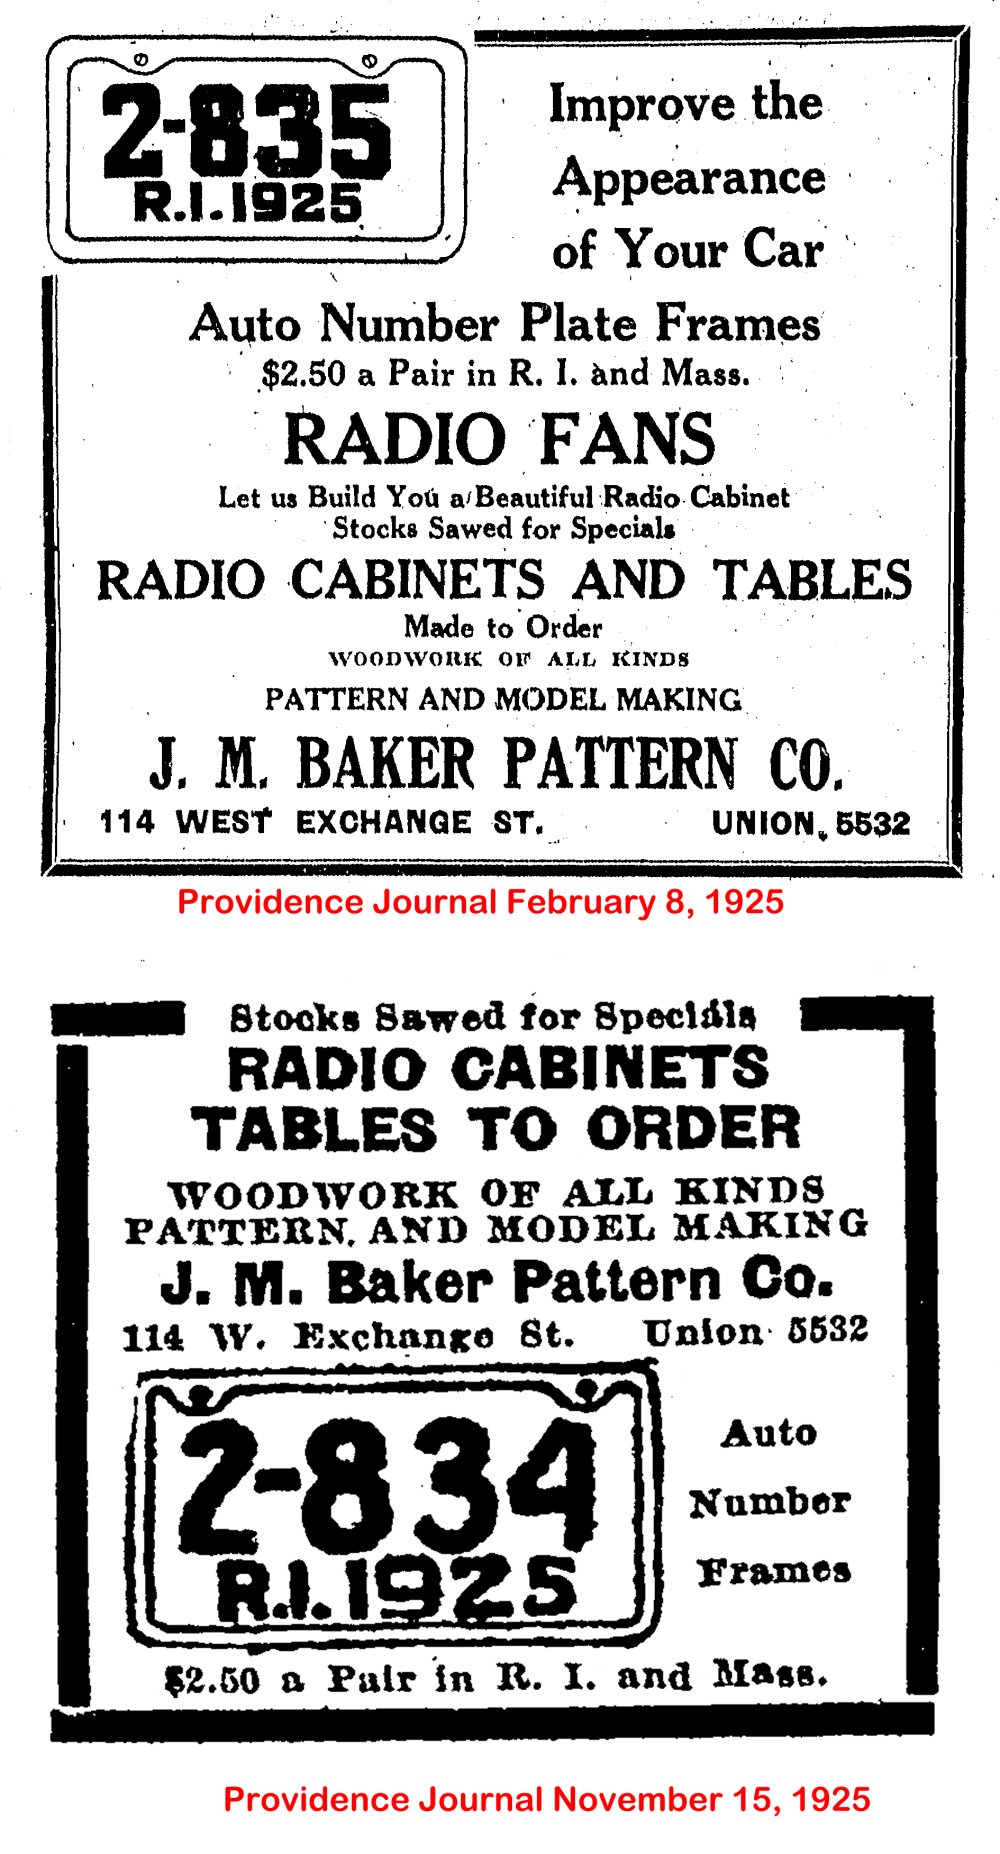 2-835
R.I. 1925
Improve the
Appearance
of Your Car
Auto Number Plate Frames
$2.50 a Pair in R. I. and Mass.
RADIO FANS
Let us Build You a Beautiful Radio Cabinet
Stocks Sawed for Specials
RADIO CABINETS AND TABLES
Made to Order
WOODWORK OF ALL KINDS
PATTERN AND MODEL MAKING
J. M. BAKER PATTERN CO.
114 WEST EXCHANGE ST. UNION 5532
Providence Journal February 8, 1925
Stocks Sawed for Specials
RADIO CABINETS
TABLES TO ORDER
WOODWORK OF ALL KINDS
PATTERN AND MODEL MAKING
J. M. Baker Pattern Co.
114 W. Exchange St. Union 5532
2-834
R.I. 1925
Auto
Number
Frames
$2.50 a Pair in R. I. and Mass.
Providence Journal November 15, 1925